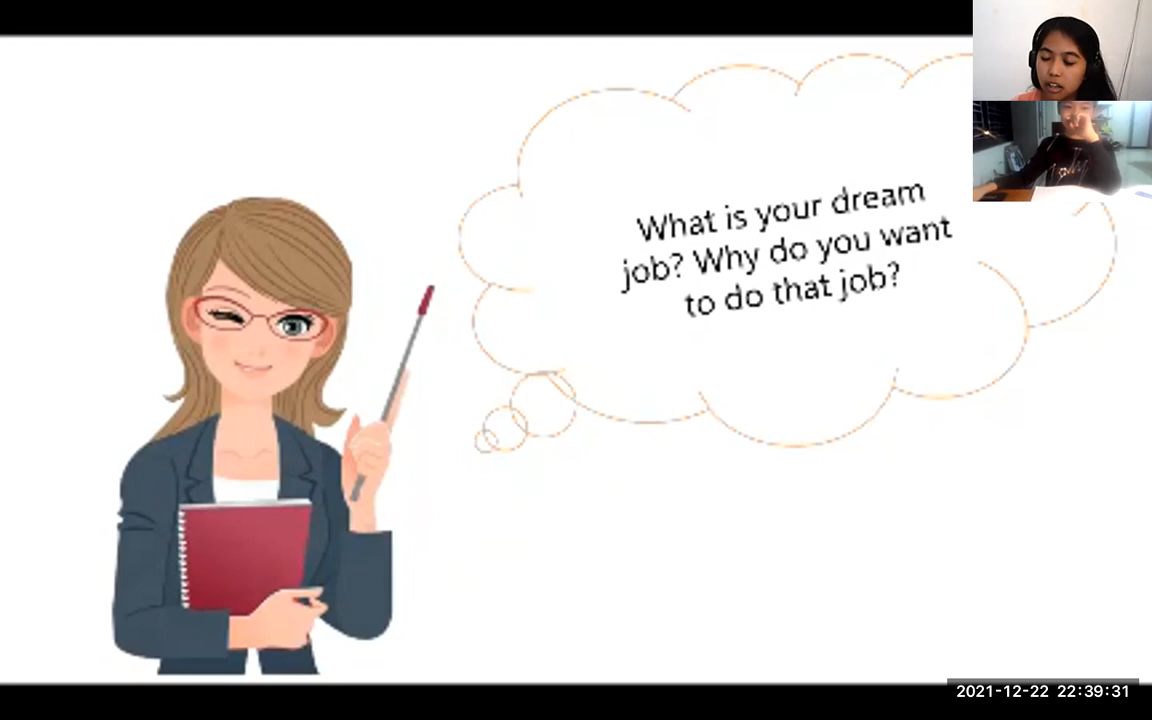 What is your dream
job? Why do you want
to do that job?
2021-12-22 22:39:31